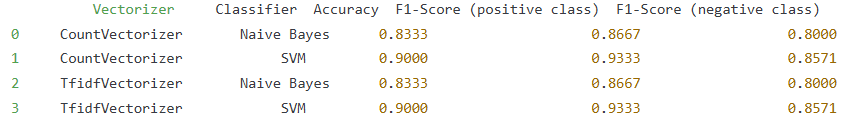 Vectorizer Classifier Accuracy F1-Score (positive class) F1-Score (negative class)
0 CountVectorizer Naive Bayes 0.8333 0.8667 0.8000
1 CountVectorizer SVM 0.9000 0.9333 0.8571
2 TfidfVectorizer Naive Bayes 0.8333 0.8667 0.8000
3 TfidfVectorizer SVM 0.9000 0.9333 0.8571